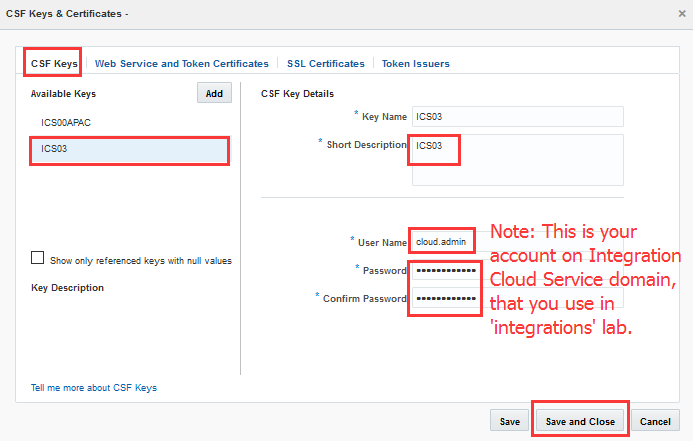 CSF Keys & Certificates -
CSF Keys
Web Service and Token Certificates
SSL Certificates
Token Issuers
Available Keys
Add
ICS00APAC
ICS03
Show only referenced keys with null values
Key Description
Tell me more about CSF Keys
CSF Key Details
* Key Name ICS03
* Short Description ICS03
* User Name cloud.admin
* Password ••••••••••••
* Confirm Password ••••••••••••
Note: This is your
account on Integration
Cloud Service domain,
that you use in
'integrations' lab.
Save
Save and Close
Cancel